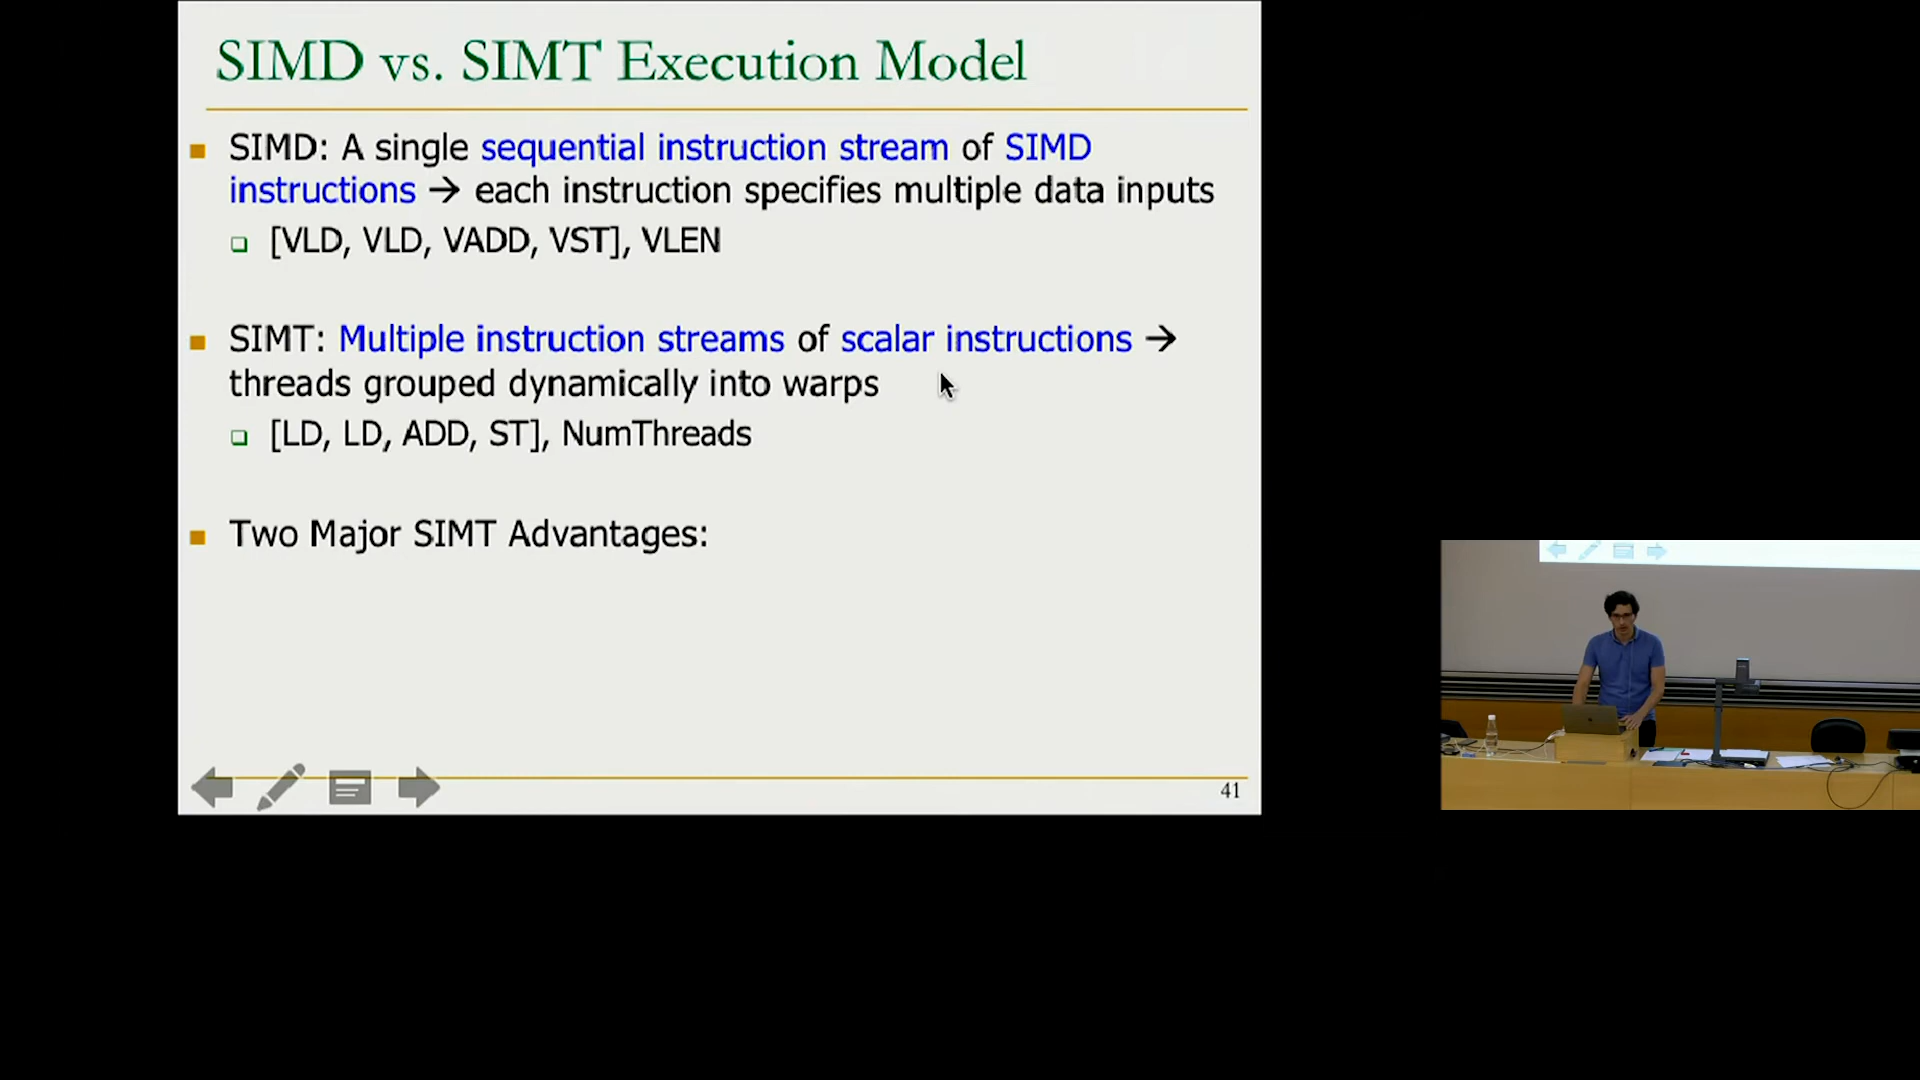 SIMD vs. SIMT Execution Model
SIMD: A single sequential instruction stream of SIMD
instructions → each instruction specifies multiple data inputs
[VLD, VLD, VADD, VST], VLEN
SIMT: Multiple instruction streams of scalar instructions →
threads grouped dynamically into warps
[LD, LD, ADD, ST], NumThreads
Two Major SIMT Advantages:
41